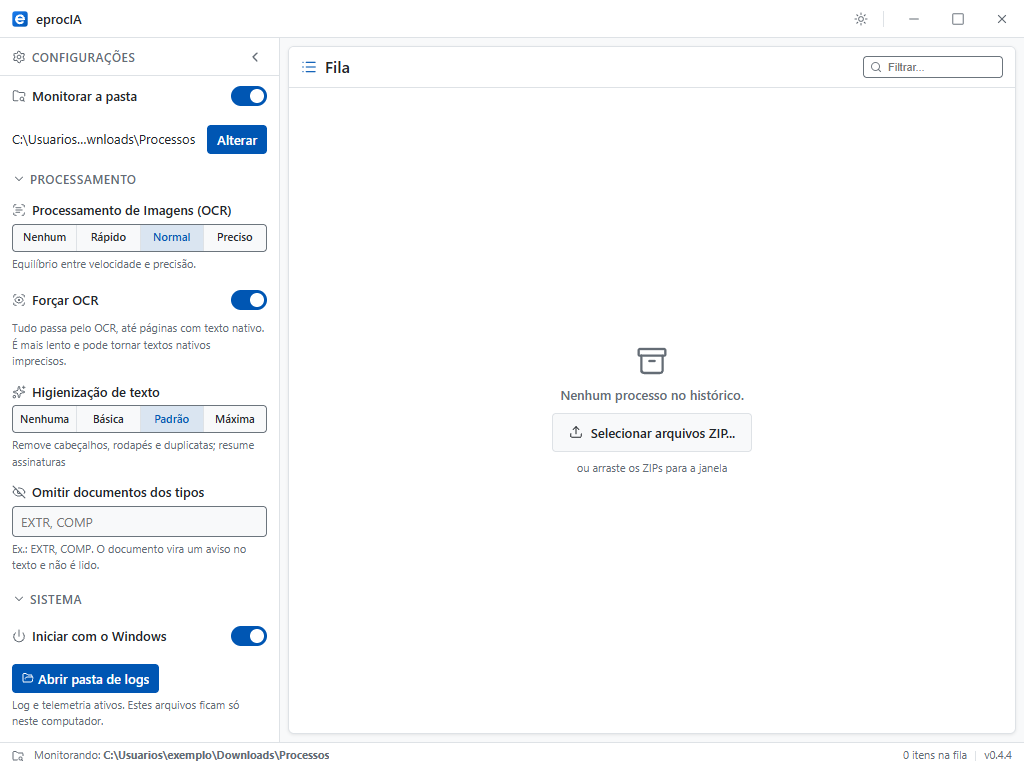 eprocIA
CONFIGURAÇÕES
Monitorar a pasta
C:\Usuarios...wnloads\Processos
Alterar
PROCESSAMENTO
Processamento de Imagens (OCR)
Nenhum Rápido Normal Preciso
Equilíbrio entre velocidade e precisão.
Forçar OCR
Tudo passa pelo OCR, até páginas com texto nativo.
É mais lento e pode tornar textos nativos
imprecisos.
Higienização de texto
Nenhuma Básica Padrão Máxima
Remove cabeçalhos, rodapés e duplicatas; resume
assinaturas
Omitir documentos dos tipos
EXTR, COMP
Ex.: EXTR, COMP. O documento vira um aviso no
texto e não é lido.
SISTEMA
Iniciar com o Windows
Abrir pasta de logs
Log e telemetria ativos. Estes arquivos ficam só
neste computador.
Fila
Filtrar...
Nenhum processo no histórico.
Selecionar arquivos ZIP...
ou arraste os ZIPs para a janela
Monitorando: C:\Usuarios\exemplo\Downloads\Processos
0 itens na fila
v0.4.4